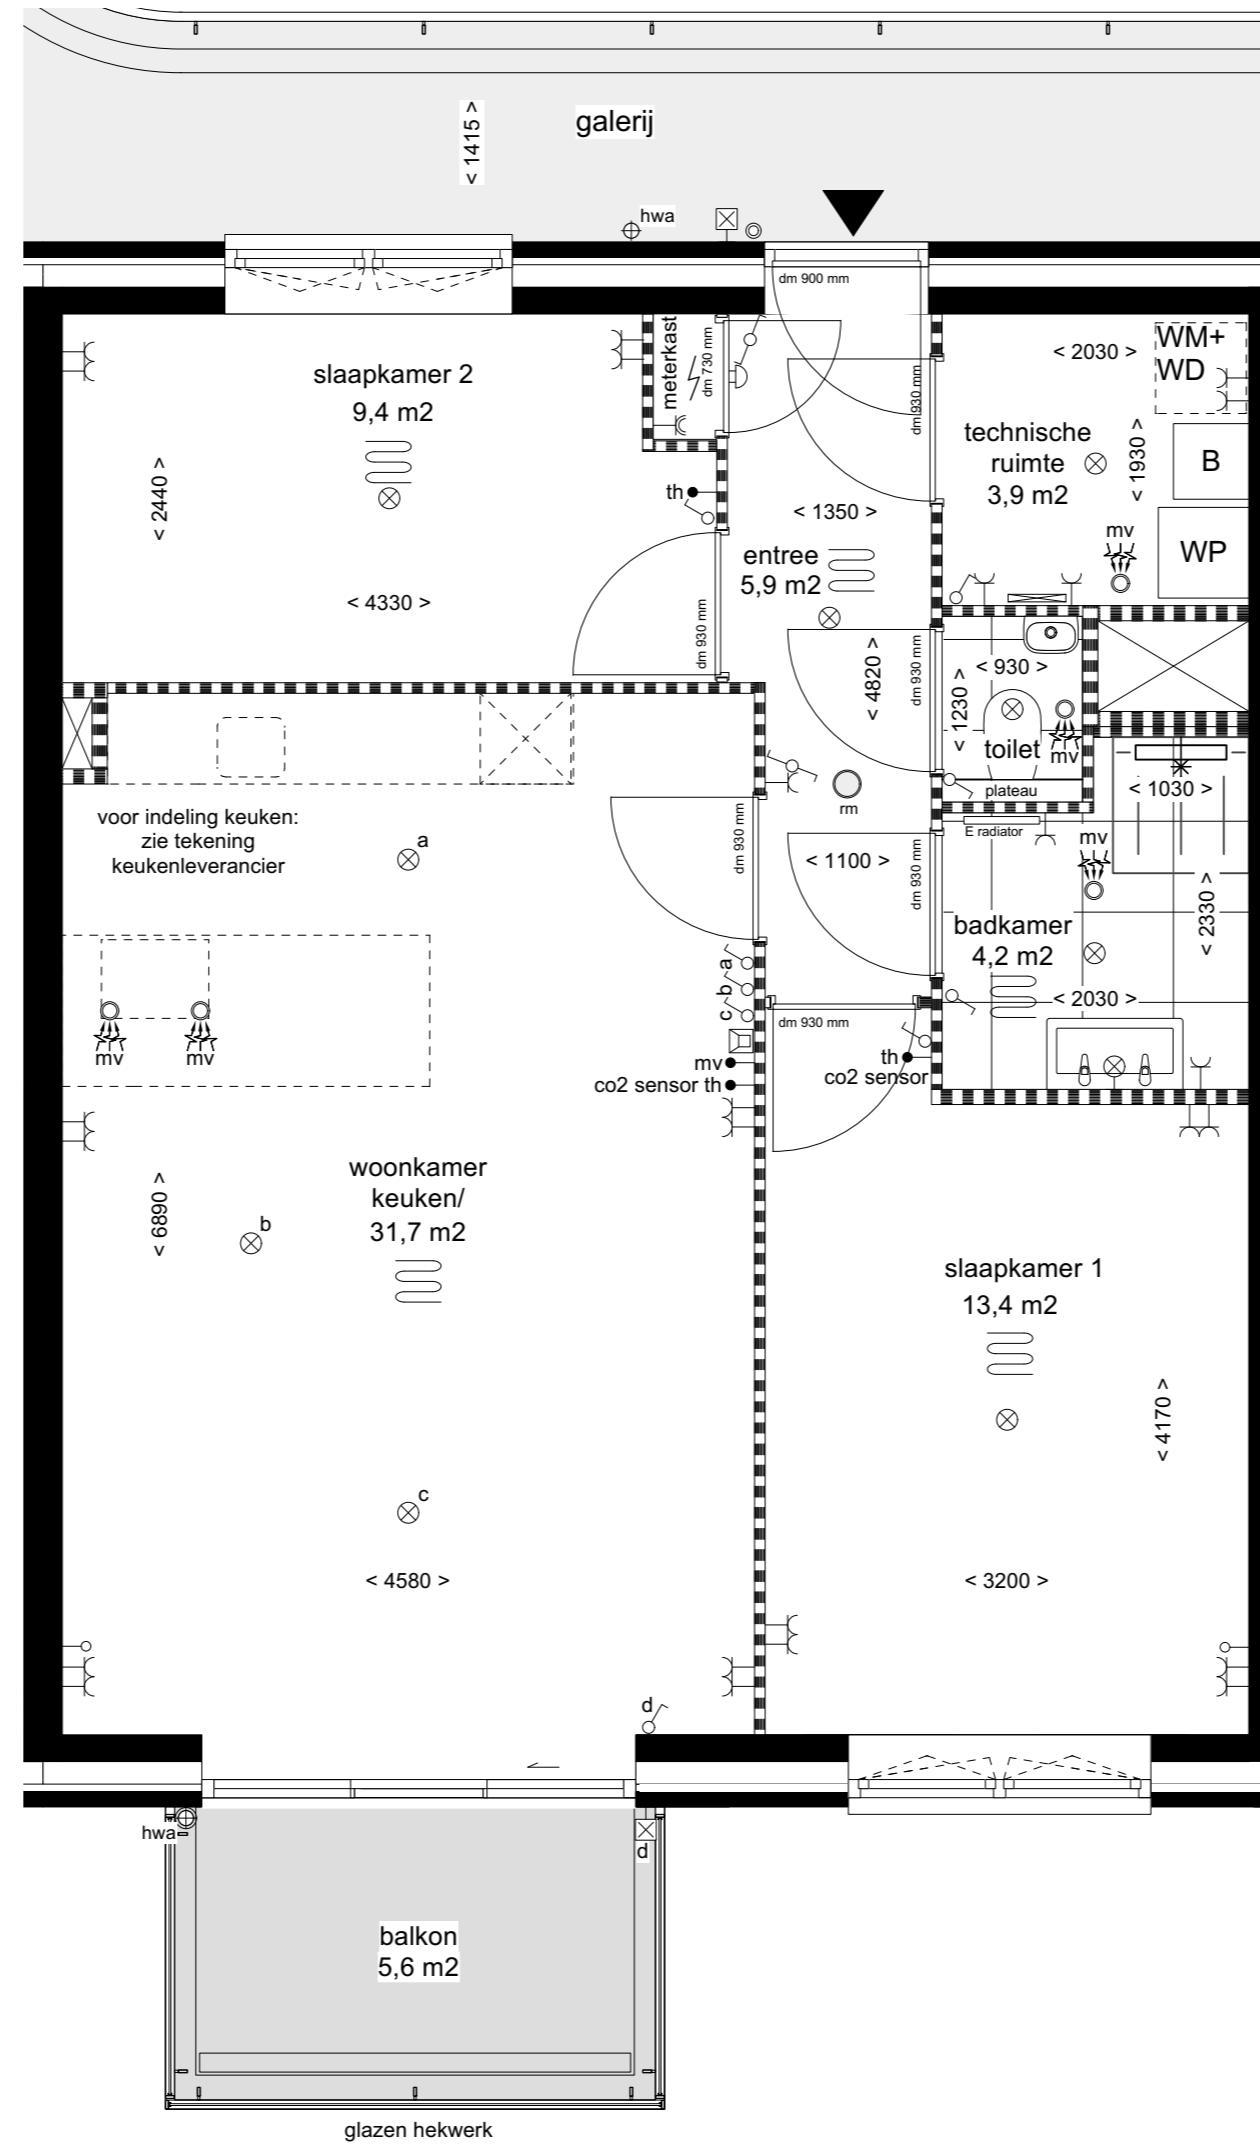 < 1415 >
galerij
hwa
dm 900 mm
meterkast
dm 730 mm
slaapkamer 2
9,4 m2
< 2440 >
< 4330 >
th
dm 930 mm
< 1350 >
entree
5,9 m2
dm 930 mm
< 2030 >
WM+
WD
technische
ruimte
3,9 m2
< 1930 >
B
WP
mv
< 4820 >
dm 930 mm
< 930 >
< 1230 >
toilet
mv
plateau
rm
E radiator
< 1030 >
mv
voor indeling keuken:
zie tekening
keukenleverancier
a
dm 930 mm
< 1100 >
dm 930 mm
badkamer
4,2 m2
< 2330 >
< 2030 >
mv
mv
a
b
c
mv
co2 sensor th
dm 930 mm
th
co2 sensor
woonkamer
keuken/
31,7 m2
< 6890 >
b
slaapkamer 1
13,4 m2
< 4170 >
c
< 4580 >
< 3200 >
d
hwa
d
balkon
5,6 m2
glazen hekwerk